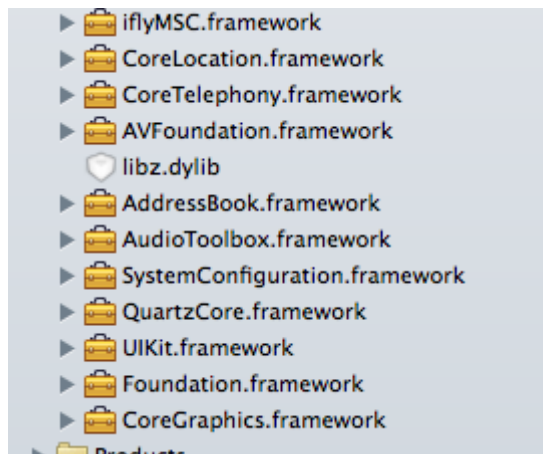 iflyMSC.framework
CoreLocation.framework
CoreTelephony.framework
AVFoundation.framework
libz.dylib
AddressBook.framework
AudioToolbox.framework
SystemConfiguration.framework
QuartzCore.framework
UIKit.framework
Foundation.framework
CoreGraphics.framework
Products